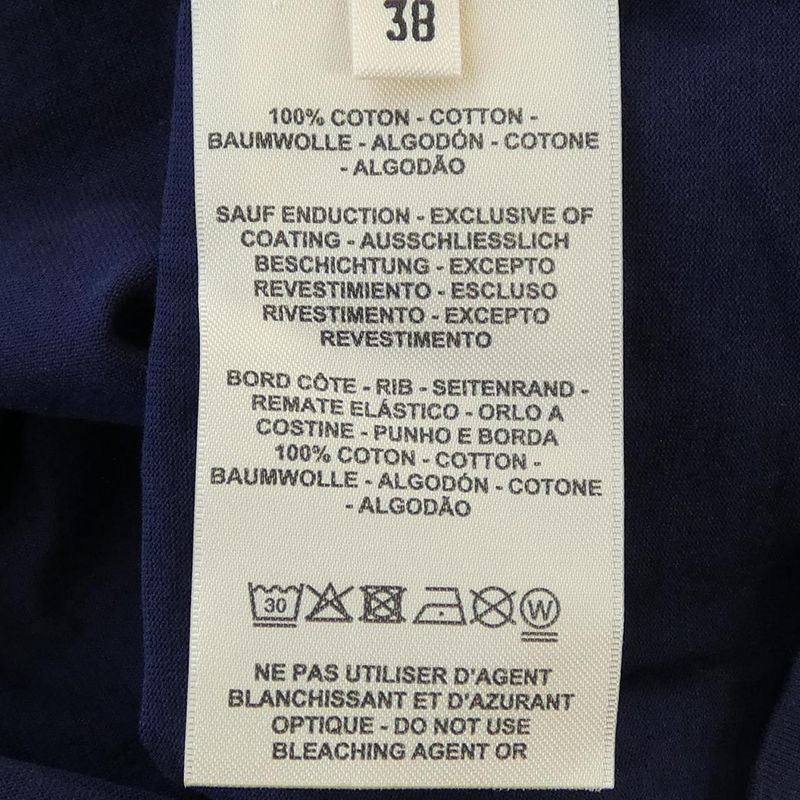 38
100% COTON - COTTON -
BAUMWOLLE - ALGODÓN - COTONE
- ALGODÃO
SAUF ENDUCTION - EXCLUSIVE OF
COATING - AUSSCHLIESSLICH
BESCHICHTUNG - EXCEPTO
REVESTIMIENTO - ESCLUSO
RIVESTIMENTO - EXCEPTO
REVESTIMENTO
BORD CÔTE - RIB - SEITENRAND -
REMATE ELÁSTICO - ORLO A
COSTINE - PUNHO E BORDA
100% COTON - COTTON -
BAUMWOLLE - ALGODÓN - COTONE
- ALGODÃO
30 W
NE PAS UTILISER D'AGENT
BLANCHISSANT ET D'AZURANT
OPTIQUE - DO NOT USE
BLEACHING AGENT OR